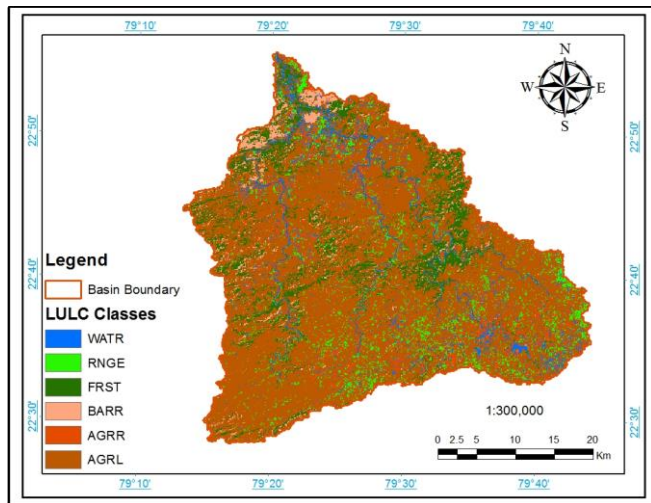 79°10' 79°20' 79°30' 79°40'
N
W E
S
22°50' 22°50'
22°40' 22°40'
22°30' 22°30'
Legend
Basin Boundary
LULC Classes
WATR
RNGE
FRST
BARR
AGRR
AGRL
1:300,000
0 2.5 5 10 15 20
Km
79°10' 79°20' 79°30' 79°40'